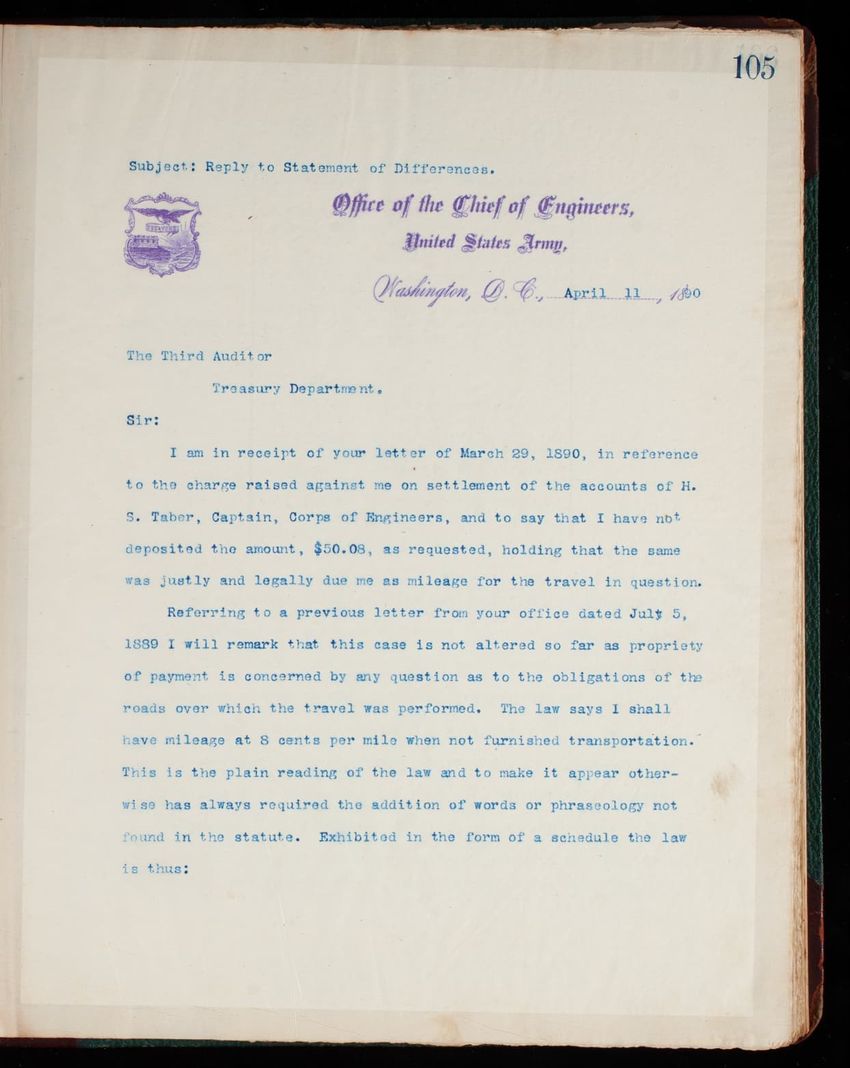 105
Subject: Reply to Statement of Differences.
Office of the Chief of Engineers,
United States Army,
Washington, D. C., April 11, 1890
The Third Auditor
Treasury Department.
Sir:
I am in receipt of your letter of March 29, 1890, in reference
to the charge raised against me on settlement of the accounts of H.
S. Taber, Captain, Corps of Engineers, and to say that I have not
deposited the amount, $50.08, as requested, holding that the same
was justly and legally due me as mileage for the travel in question.
Referring to a previous letter from your office dated July 5,
1889 I will remark that this case is not altered so far as propriety
of payment is concerned by any question as to the obligations of the
roads over which the travel was performed. The law says I shall
have mileage at 8 cents per mile when not furnished transportation.
This is the plain reading of the law and to make it appear other-
wise has always required the addition of words or phraseology not
found in the statute. Exhibited in the form of a schedule the law
is thus: